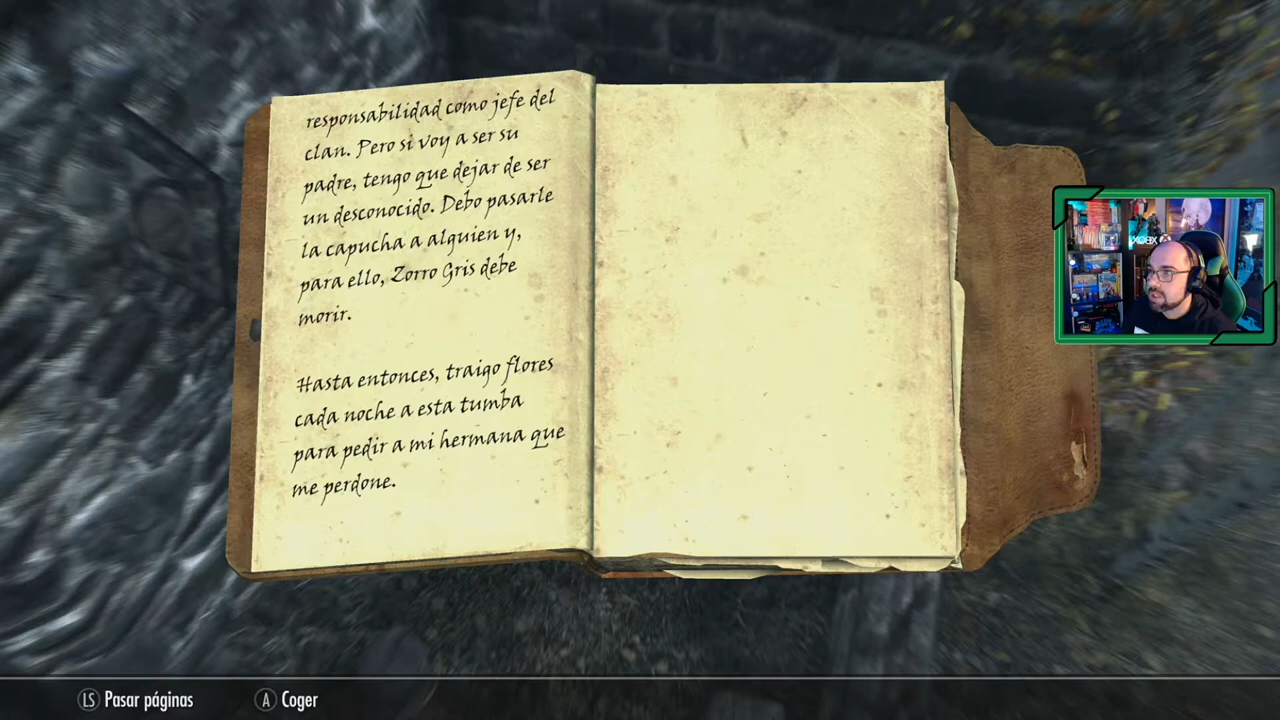 responsabilidad como jefe del
clan. Pero si voy a ser su
padre, tengo que dejar de ser
un desconocido. Debo pasarle
la capucha a alguien y,
para ello, Zorro Gris debe
morir.
Hasta entonces, traigo flores
cada noche a esta tumba
para pedir a mi hermana que
me perdone.
XBOX
LS Pasar páginas
A Coger